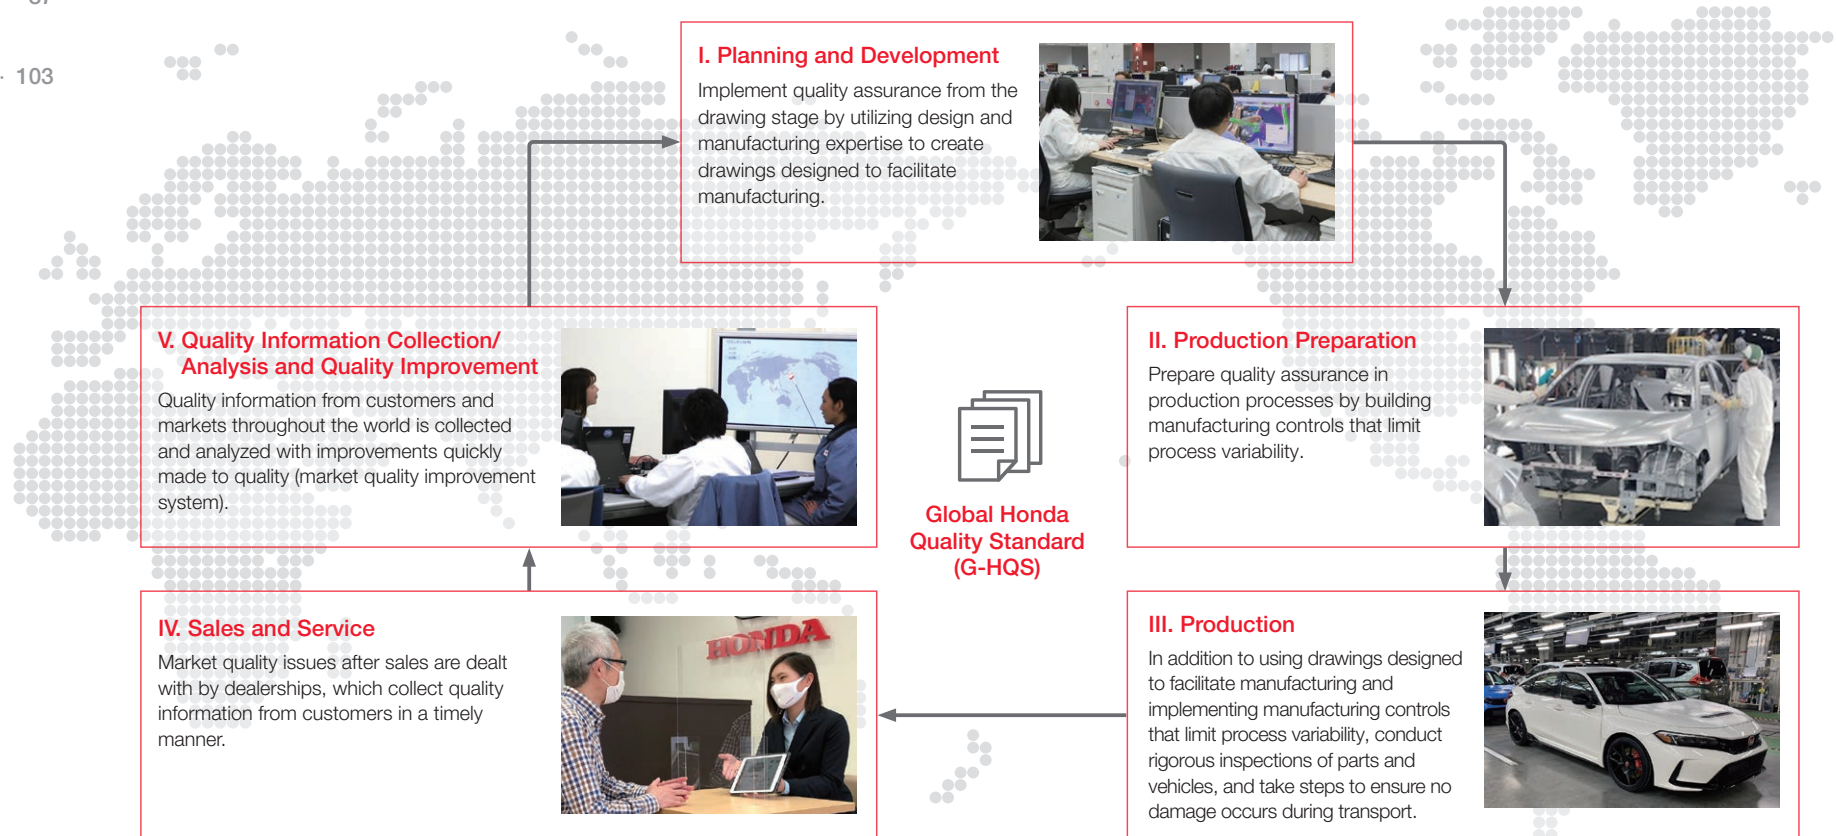 103
I. Planning and Development
Implement quality assurance from the
drawing stage by utilizing design and
manufacturing expertise to create
drawings designed to facilitate
manufacturing.
V. Quality Information Collection/
Analysis and Quality Improvement
Quality information from customers and
markets throughout the world is collected
and analyzed with improvements quickly
made to quality (market quality improvement
system).
Global Honda
Quality Standard
(G-HQS)
II. Production Preparation
Prepare quality assurance in
production processes by building
manufacturing controls that limit
process variability.
IV. Sales and Service
Market quality issues after sales are dealt
with by dealerships, which collect quality
information from customers in a timely
manner.
HONDA
III. Production
In addition to using drawings designed
to facilitate manufacturing and
implementing manufacturing controls
that limit process variability, conduct
rigorous inspections of parts and
vehicles, and take steps to ensure no
damage occurs during transport.